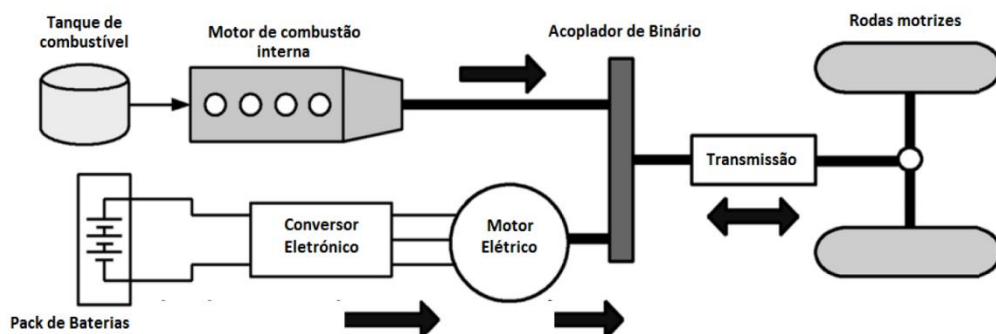 Tanque de
combustível
Motor de combustão
interna
Acoplador de Binário
Rodas motrizes
Transmissão
Conversor
Eletrónico
Motor
Elétrico
Pack de Baterias